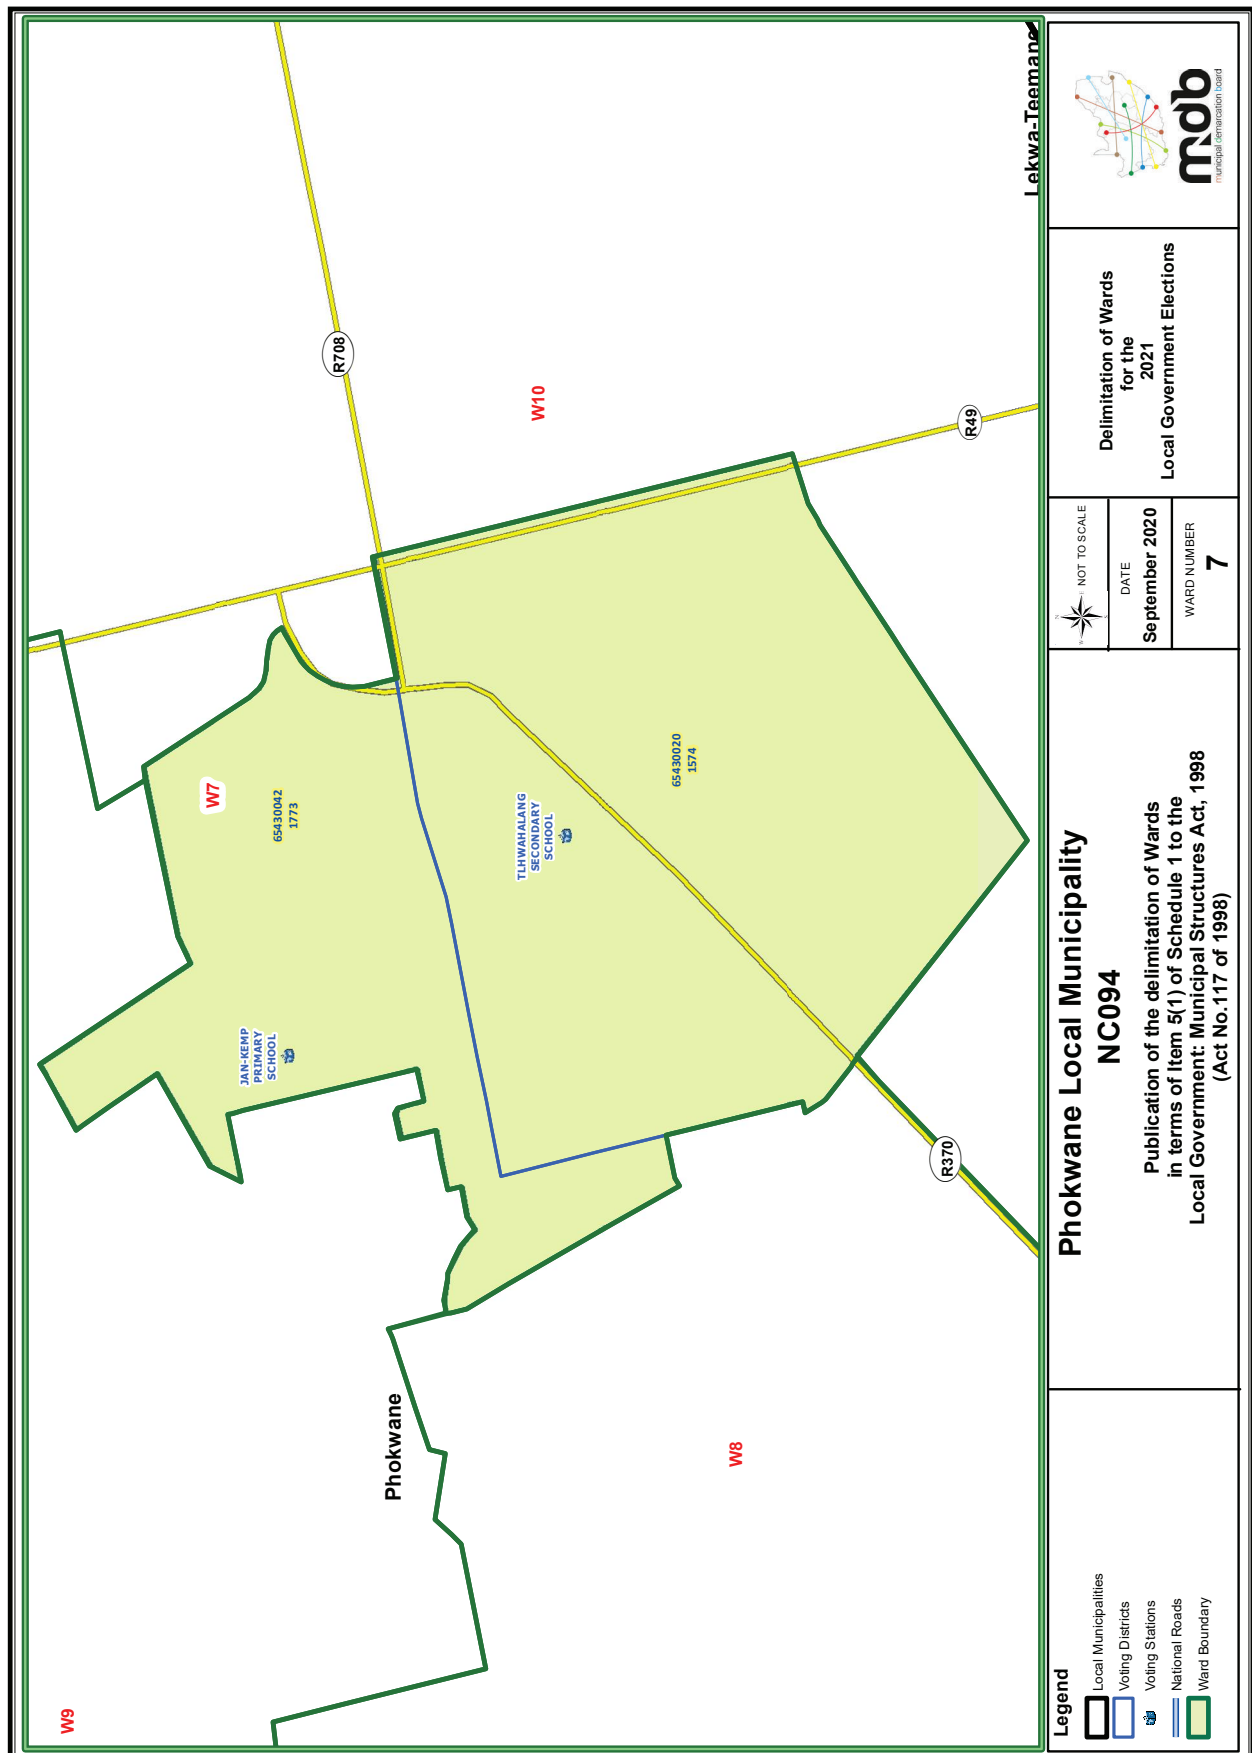 W9
W8
Phokwane
W7
W10
Lekwa-Teemane
R708
R49
R370
JAN-KEMP
PRIMARY
SCHOOL
65430042
1773
TLHWAHALANG
SECONDARY
SCHOOL
65430020
1574
Legend
Local Municipalities
Voting Districts
Voting Stations
National Roads
Ward Boundary
Phokwane Local Municipality
NC094
Publication of the delimitation of Wards
in terms of Item 5(1) of Schedule 1 to the
Local Government: Municipal Structures Act, 1998
(Act No.117 of 1998)
N
W
E
S
NOT TO SCALE
DATE
September 2020
WARD NUMBER
7
Delimitation of Wards
for the
2021
Local Government Elections
mdb
municipal demarcation board